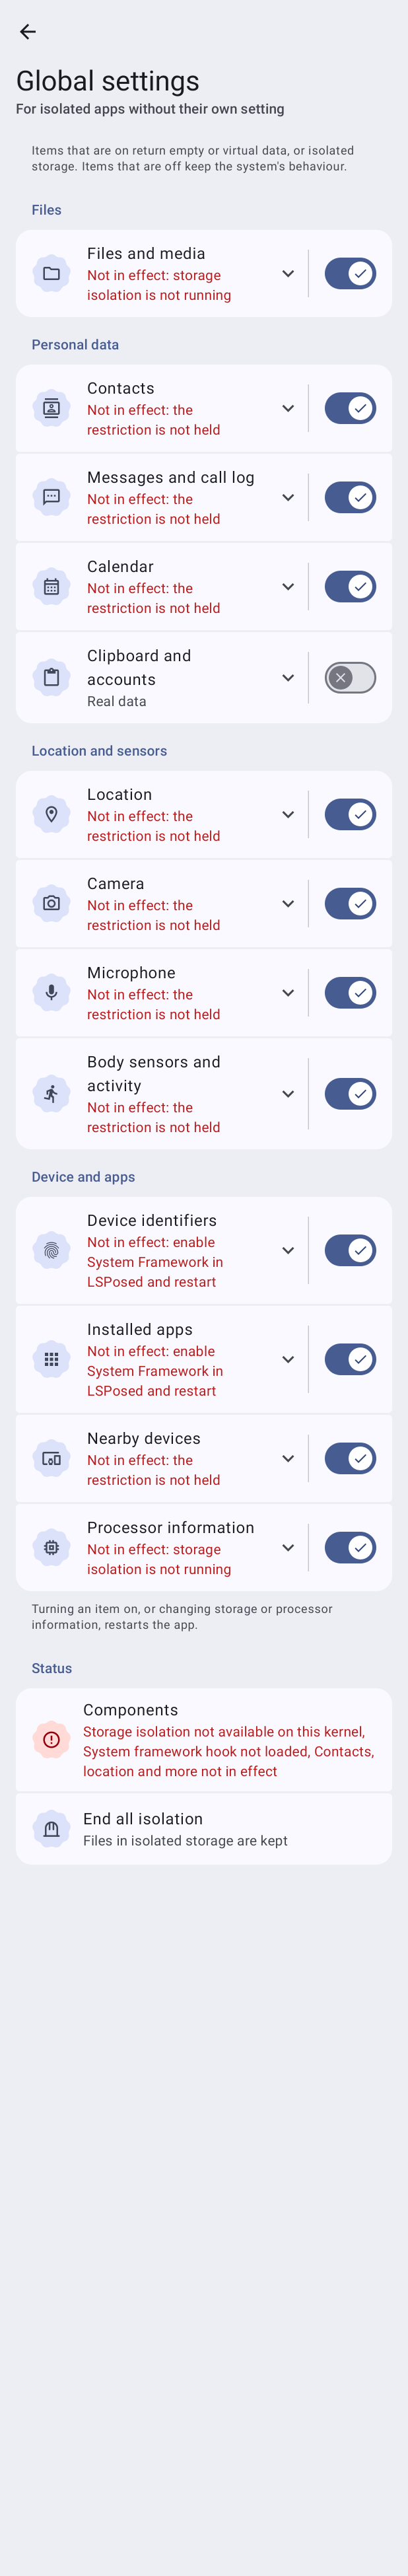 Global settings
For isolated apps without their own setting
Items that are on return empty or virtual data, or isolated
storage. Items that are off keep the system's behaviour.
Files
Files and media
Not in effect: storage
isolation is not running
Personal data
Contacts
Not in effect: the
restriction is not held
Messages and call log
Not in effect: the
restriction is not held
Calendar
Not in effect: the
restriction is not held
Clipboard and
accounts
Real data
Location and sensors
Location
Not in effect: the
restriction is not held
Camera
Not in effect: the
restriction is not held
Microphone
Not in effect: the
restriction is not held
Body sensors and
activity
Not in effect: the
restriction is not held
Device and apps
Device identifiers
Not in effect: enable
System Framework in
LSPosed and restart
Installed apps
Not in effect: enable
System Framework in
LSPosed and restart
Nearby devices
Not in effect: the
restriction is not held
Processor information
Not in effect: storage
isolation is not running
Turning an item on, or changing storage or processor
information, restarts the app.
Status
Components
Storage isolation not available on this kernel,
System framework hook not loaded, Contacts,
location and more not in effect
End all isolation
Files in isolated storage are kept